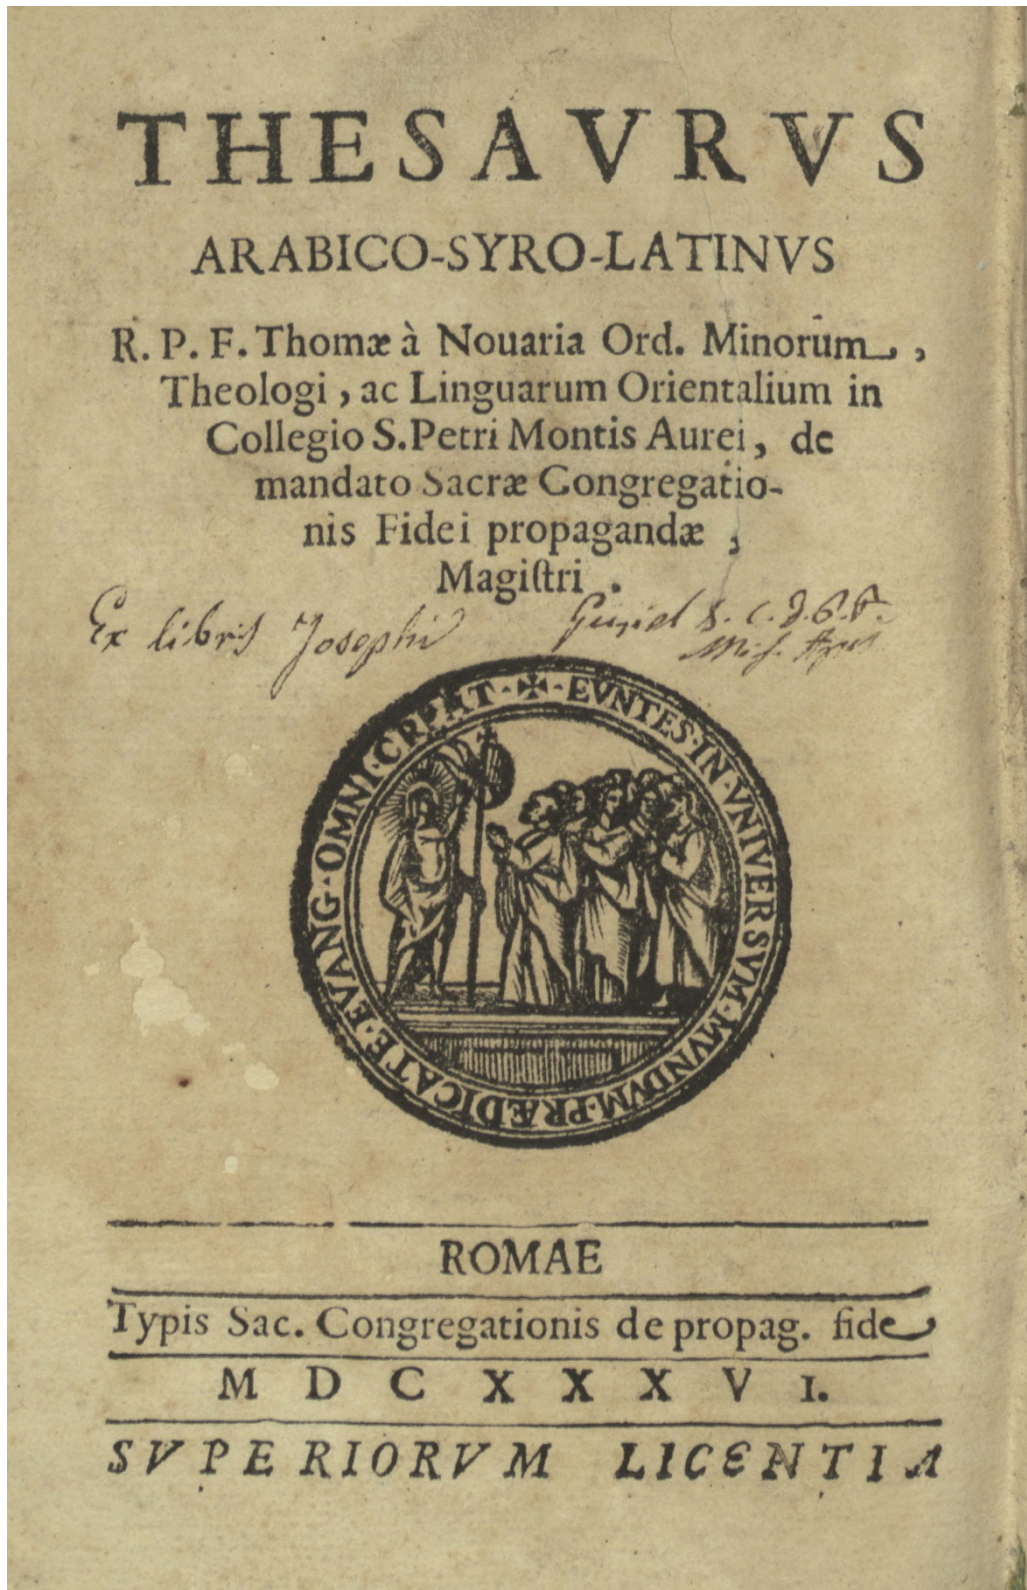 THESAVRVS
ARABICO-SYRO-LATINVS
R. P. F. Thomæ à Nouaria Ord. Minorum,
Theologi, ac Linguarum Orientalium in
Collegio S. Petri Montis Aurei, de
mandato Sacræ Congregatio-
nis Fidei propagandæ,
Magiſtri.
Ex libris Josephi
EVNTES·IN·VNIVERSVM·MVNDVM·PRÆDICATE·EVANG·OMNI·CREAT·
ROMAE
Typis Sac. Congregationis de propag. fide
MDCXXXVI.
SVPERIORVM LICENTIA